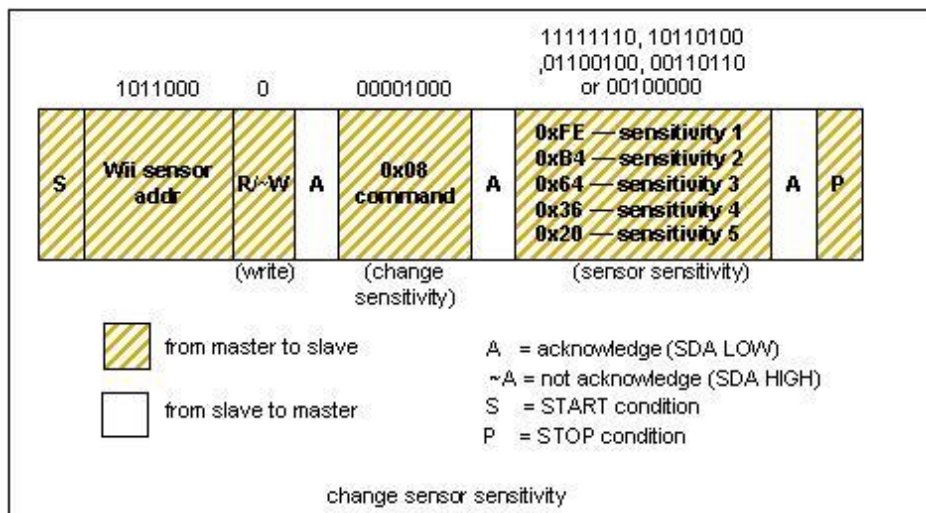 11111110, 10110100
,01100100, 00110110
or 00100000
1011000 0 00001000
S Wii sensor addr R/~W A 0x08 command A
0xFE — sensitivity 1
0xB4 — sensitivity 2
0x64 — sensitivity 3
0x36 — sensitivity 4
0x20 — sensitivity 5
A P
(write) (change sensitivity) (sensor sensitivity)
from master to slave
from slave to master
A = acknowledge (SDA LOW)
~A = not acknowledge (SDA HIGH)
S = START condition
P = STOP condition
change sensor sensitivity